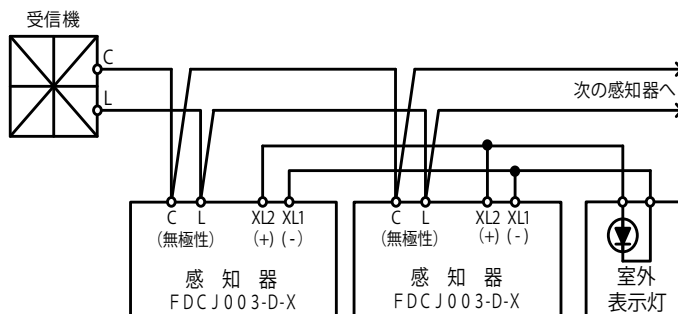 受信機
C
L
次の感知器へ
C L XL2 XL1
(無極性) (+) (-)
感 知 器
FDCJ003-D-X
C L XL2 XL1
(無極性) (+) (-)
感 知 器
FDCJ003-D-X
室外
表示灯